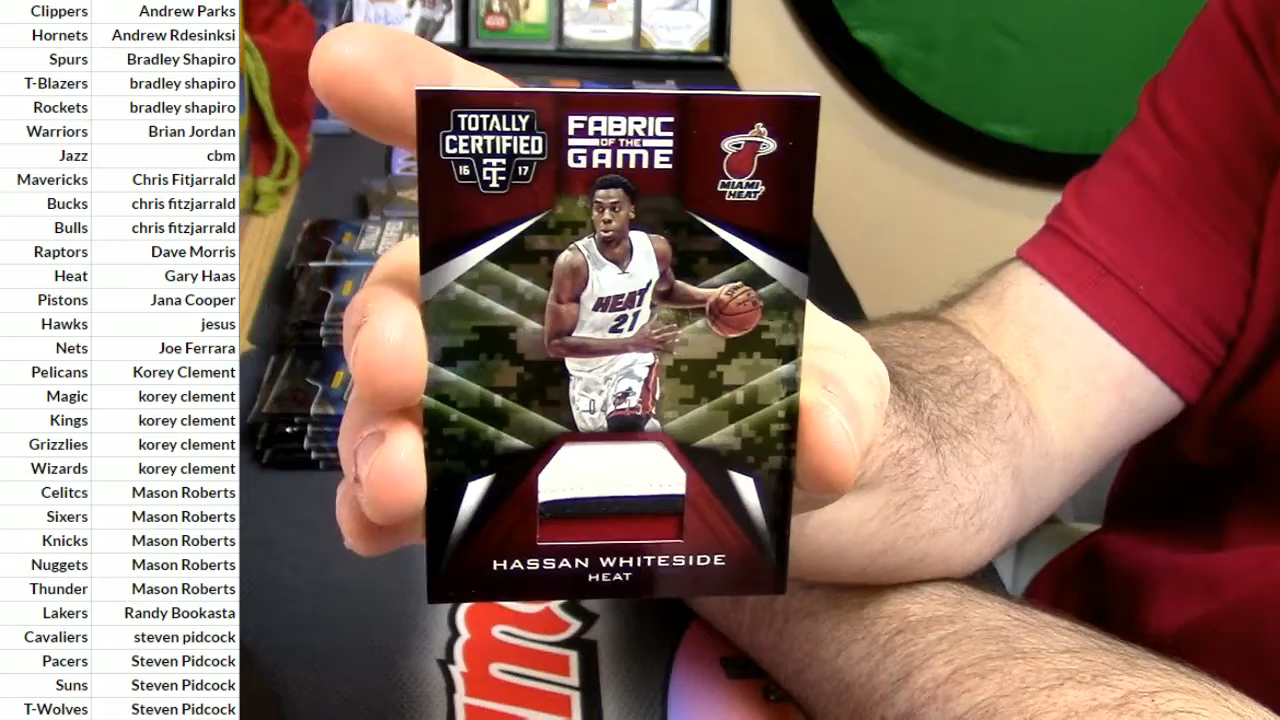 Clippers Andrew Parks
Hornets Andrew Rdesinksi
Spurs Bradley Shapiro
T-Blazers bradley shapiro
Rockets bradley shapiro
Warriors Brian Jordan
Jazz cbm
Mavericks Chris Fitjarrald
Bucks chris fitzjarrald
Bulls chris fitzjarrald
Raptors Dave Morris
Heat Gary Haas
Pistons Jana Cooper
Hawks jesus
Nets Joe Ferrara
Pelicans Korey Clement
Magic korey clement
Kings korey clement
Grizzlies korey clement
Wizards korey clement
Celitcs Mason Roberts
Sixers Mason Roberts
Knicks Mason Roberts
Nuggets Mason Roberts
Thunder Mason Roberts
Lakers Randy Bookasta
Cavaliers steven pidcock
Pacers Steven Pidcock
Suns Steven Pidcock
T-Wolves Steven Pidcock
TOTALLY
CERTIFIED
16 TC 17
FABRIC
OF THE
GAME
MIAMI
HEAT
HEAT
21
HASSAN WHITESIDE
HEAT